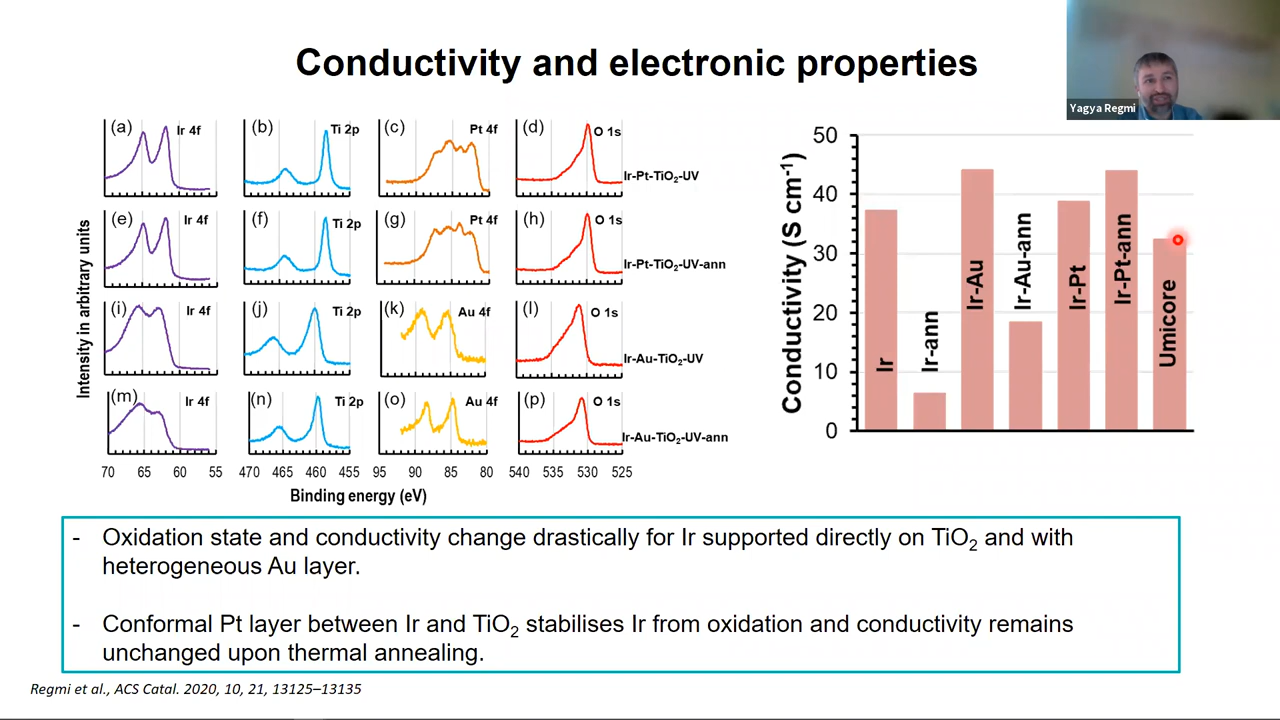 Conductivity and electronic properties
Yagya Regmi
(a) Ir 4f
(b) Ti 2p
(c) Pt 4f
(d) O 1s
Ir-Pt-TiO2-UV
(e) Ir 4f
(f) Ti 2p
(g) Pt 4f
(h) O 1s
Ir-Pt-TiO2-UV-ann
(i) Ir 4f
(j) Ti 2p
(k) Au 4f
(l) O 1s
Ir-Au-TiO2-UV
(m) Ir 4f
(n) Ti 2p
(o) Au 4f
(p) O 1s
Ir-Au-TiO2-UV-ann
Intensity in arbitrary units
70 65 60 55
470 465 460 455
95 90 85 80
540 535 530 525
Binding energy (eV)
Conductivity (S cm-1)
50
40
30
20
10
0
Ir
Ir-ann
Ir-Au
Ir-Au-ann
Ir-Pt
Ir-Pt-ann
Umicore
- Oxidation state and conductivity change drastically for Ir supported directly on TiO2 and with
heterogeneous Au layer.
- Conformal Pt layer between Ir and TiO2 stabilises Ir from oxidation and conductivity remains
unchanged upon thermal annealing.
Regmi et al., ACS Catal. 2020, 10, 21, 13125–13135